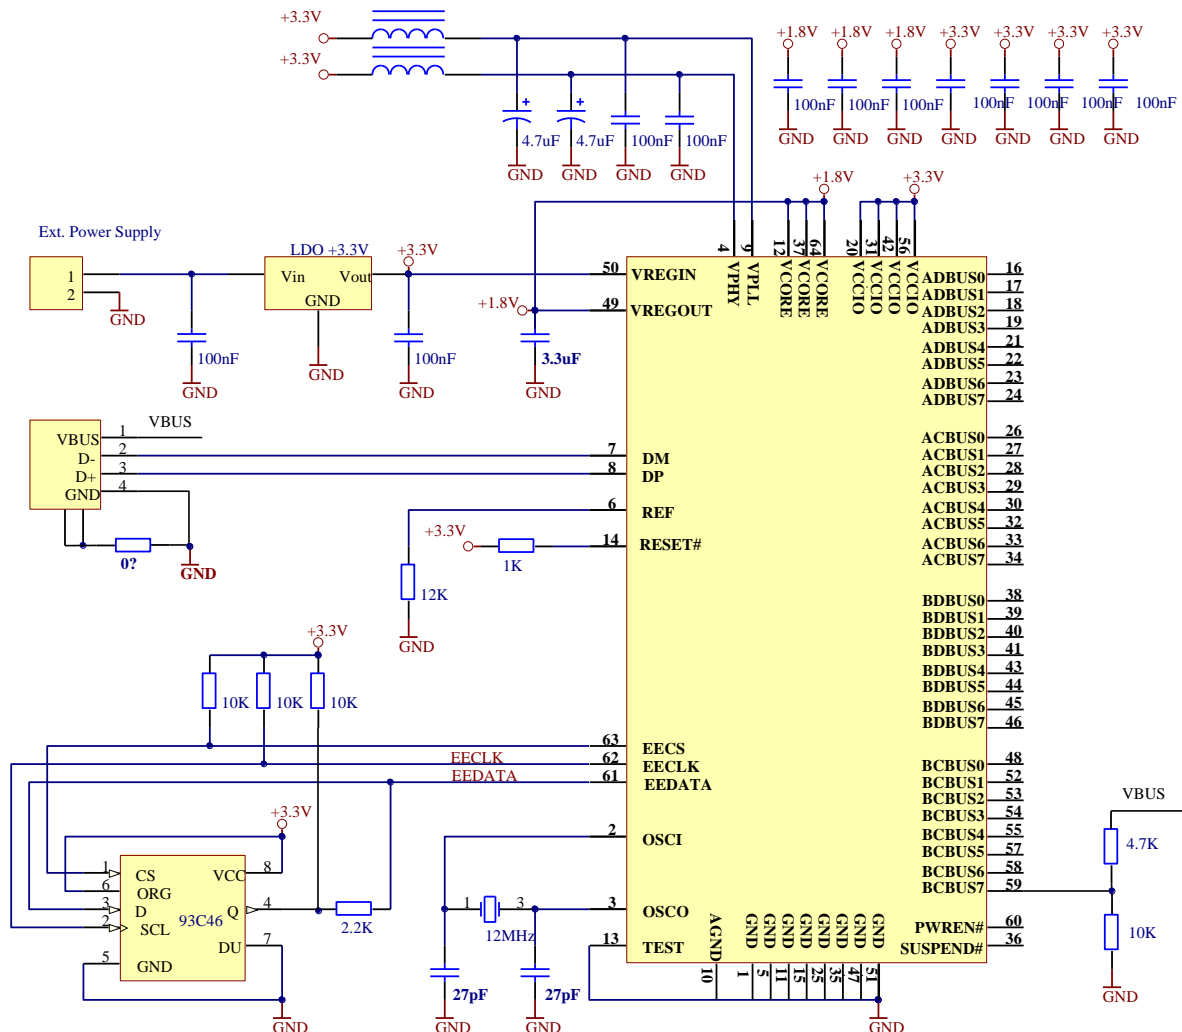 +3.3V
+3.3V
4.7uF 4.7uF 100nF 100nF
GND GND GND GND
+1.8V +1.8V +1.8V +3.3V +3.3V +3.3V +3.3V
100nF 100nF 100nF 100nF 100nF 100nF 100nF
GND GND GND GND GND GND GND
+1.8V +3.3V
Ext. Power Supply
1
2
GND
100nF
GND
LDO +3.3V
Vin Vout
GND
GND
+3.3V
100nF
GND
+1.8V
3.3uF
GND
4 9 12 37 64 20 31 42 56
VPHY VPLL VCORE VCORE VCORE VCCIO VCCIO VCCIO VCCIO
50 VREGIN
49 VREGOUT
VBUS 1 VBUS
D- 2
D+ 3
GND 4
0?
GND
7 DM
8 DP
6 REF
12K
GND
+3.3V
1K
14 RESET#
+3.3V
10K 10K 10K
63 EECS
EECLK 62 EECLK
EEDATA 61 EEDATA
2 OSCI
3 OSCO
13 TEST
+3.3V
1 CS VCC 8
6 ORG
3 D 93C46 Q 4
2 SCL
DU 7
5 GND
2.2K
GND
1 3
12MHz
27pF 27pF
GND GND
AGND GND GND GND GND GND GND GND GND
10 1 5 11 15 25 35 47 51
GND
ADBUS0 16
ADBUS1 17
ADBUS2 18
ADBUS3 19
ADBUS4 21
ADBUS5 22
ADBUS6 23
ADBUS7 24
ACBUS0 26
ACBUS1 27
ACBUS2 28
ACBUS3 29
ACBUS4 30
ACBUS5 32
ACBUS6 33
ACBUS7 34
BDBUS0 38
BDBUS1 39
BDBUS2 40
BDBUS3 41
BDBUS4 43
BDBUS5 44
BDBUS6 45
BDBUS7 46
BCBUS0 48
BCBUS1 52
BCBUS2 53
BCBUS3 54
BCBUS4 55
BCBUS5 57
BCBUS6 58
BCBUS7 59
PWREN# 60
SUSPEND# 36
VBUS
4.7K
10K
GND